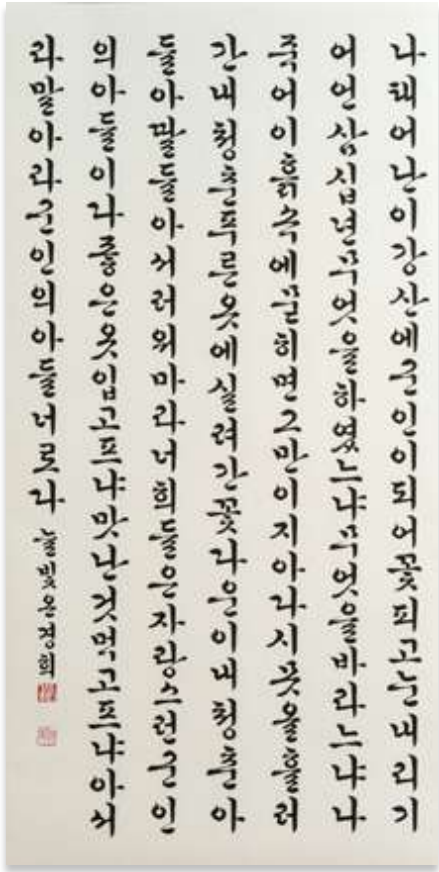 나태어난이강산에군인이되어꽃피고눈내리기
어언삼십년무엇을하였느냐무엇을바라느냐나
죽어이흙속에묻히면그만이지아다시못올흘러
간내청춘푸른옷에실려간꽃다운이내청춘아
들아딸들아서러워마라너희들은자랑스런군인
의아들이다좋은옷입고프냐맛난것먹고프냐아서
라말아라군인의아들너로다 늘빛온경희